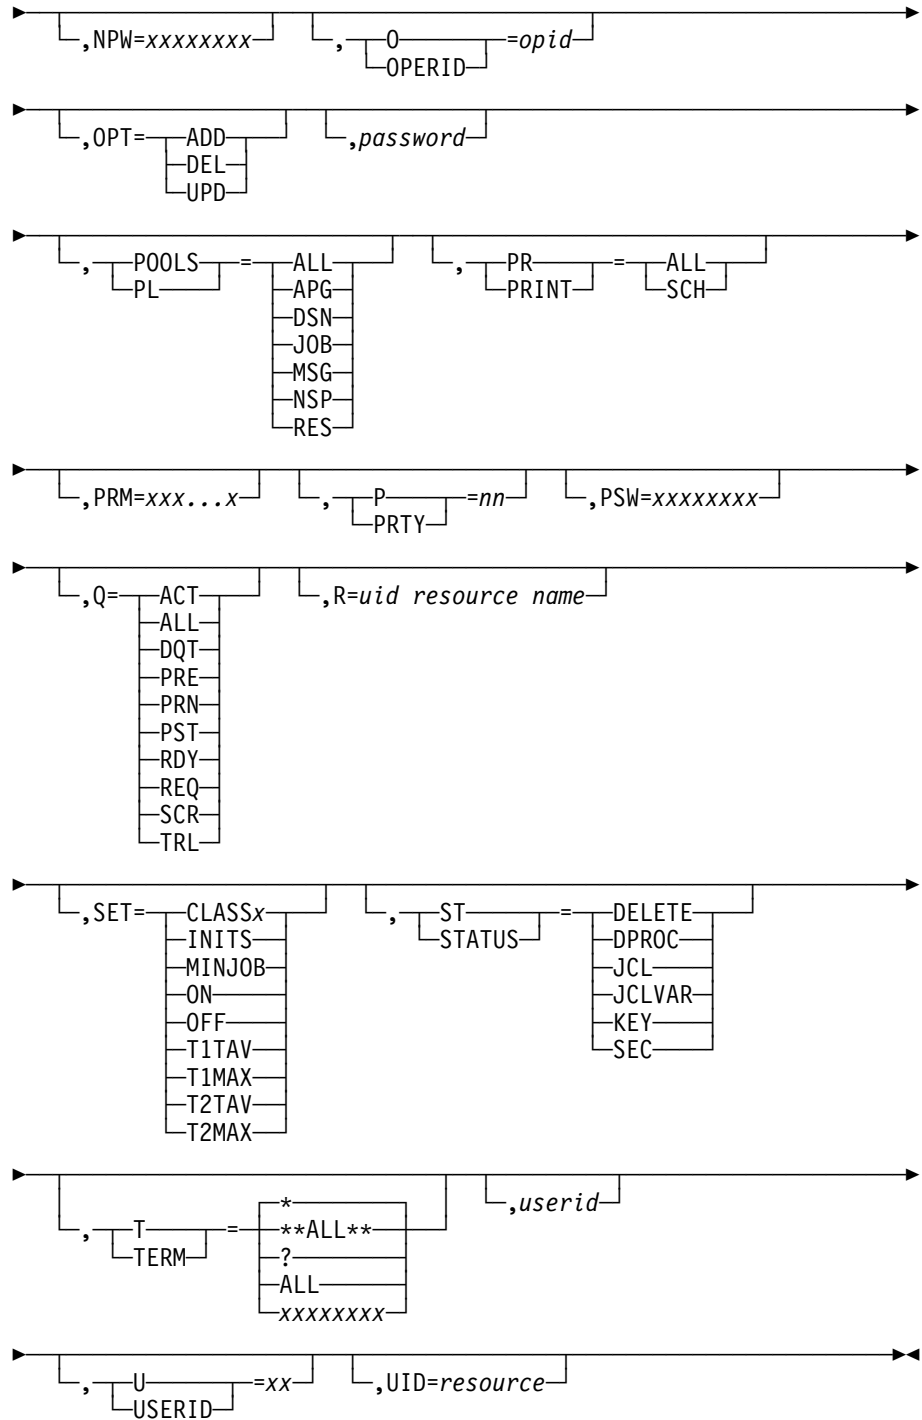 ,NPW=xxxxxxxx , O =opid
OPERID
,OPT= ADD ,password
DEL
UPD
, POOLS = ALL , PR = ALL
PL APG PRINT SCH
DSN
JOB
MSG
NSP
RES
,PRM=xxx...x , P =nn ,PSW=xxxxxxxx
PRTY
,Q= ACT ,R=uid resource name
ALL
DQT
PRE
PRN
PST
RDY
REQ
SCR
TRL
,SET= CLASSx , ST = DELETE
INITS STATUS DPROC
MINJOB JCL
ON JCLVAR
OFF KEY
T1TAV SEC
T1MAX
T2TAV
T2MAX
* ,userid
, T = **ALL**
TERM ?
ALL
xxxxxxxx
, U =xx ,UID=resource
USERID